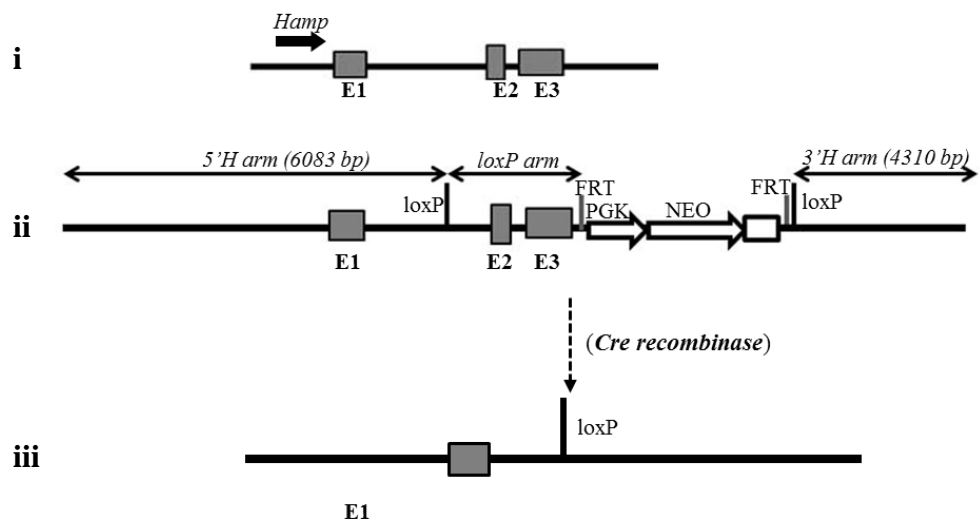 Hamp
i
E1 E2 E3
5'H arm (6083 bp) loxP arm 3'H arm (4310 bp)
loxP FRT PGK NEO FRT loxP
ii
E1 E2 E3
(Cre recombinase)
loxP
iii
E1